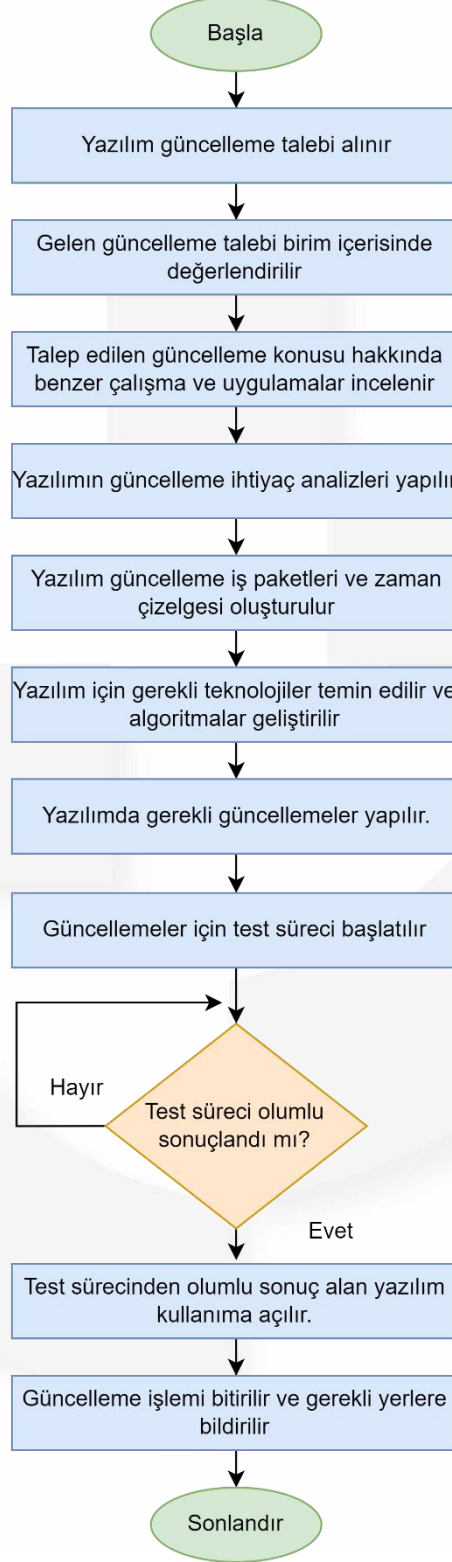 Başla
Yazılım güncelleme talebi alınır
Gelen güncelleme talebi birim içerisinde
değerlendirilir
Talep edilen güncelleme konusu hakkında
benzer çalışma ve uygulamalar incelenir
Yazılımın güncelleme ihtiyaç analizleri yapılır
Yazılım güncelleme iş paketleri ve zaman
çizelgesi oluşturulur
Yazılım için gerekli teknolojiler temin edilir ve
algoritmalar geliştirilir
Yazılımda gerekli güncellemeler yapılır.
Güncellemeler için test süreci başlatılır
Hayır
Test süreci olumlu
sonuçlandı mı?
Evet
Test sürecinden olumlu sonuç alan yazılım
kullanıma açılır.
Güncelleme işlemi bitirilir ve gerekli yerlere
bildirilir
Sonlandır